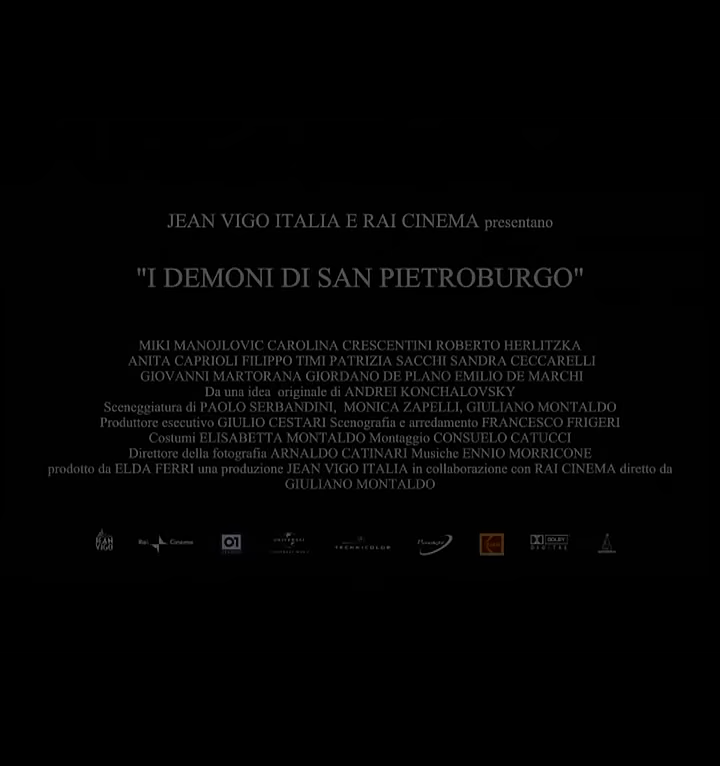 JEAN VIGO ITALIA E RAI CINEMA presentano
"I DEMONI DI SAN PIETROBURGO"
MIKI MANOJLOVIC CAROLINA CRESCENTINI ROBERTO HERLITZKA
ANITA CAPRIOLI FILIPPO TIMI PATRIZIA SACCHI SANDRA CECCARELLI
GIOVANNI MARTORANA GIORDANO DE PLANO EMILIO DE MARCHI
Da una idea originale di ANDREI KONCHALOVSKY
Sceneggiatura di PAOLO SERBANDINI, MONICA ZAPELLI, GIULIANO MONTALDO
Produttore esecutivo GIULIO CESTARI Scenografia e arredamento FRANCESCO FRIGERI
Costumi ELISABETTA MONTALDO Montaggio CONSUELO CATUCCI
Direttore della fotografia ARNALDO CATINARI Musiche ENNIO MORRICONE
prodotto da ELDA FERRI una produzione JEAN VIGO ITALIA in collaborazione con RAI CINEMA diretto da
GIULIANO MONTALDO
JEAN VIGO Rai Cinema 01 UNIVERSAL TECHNICOLOR DOLBY DIGITAL